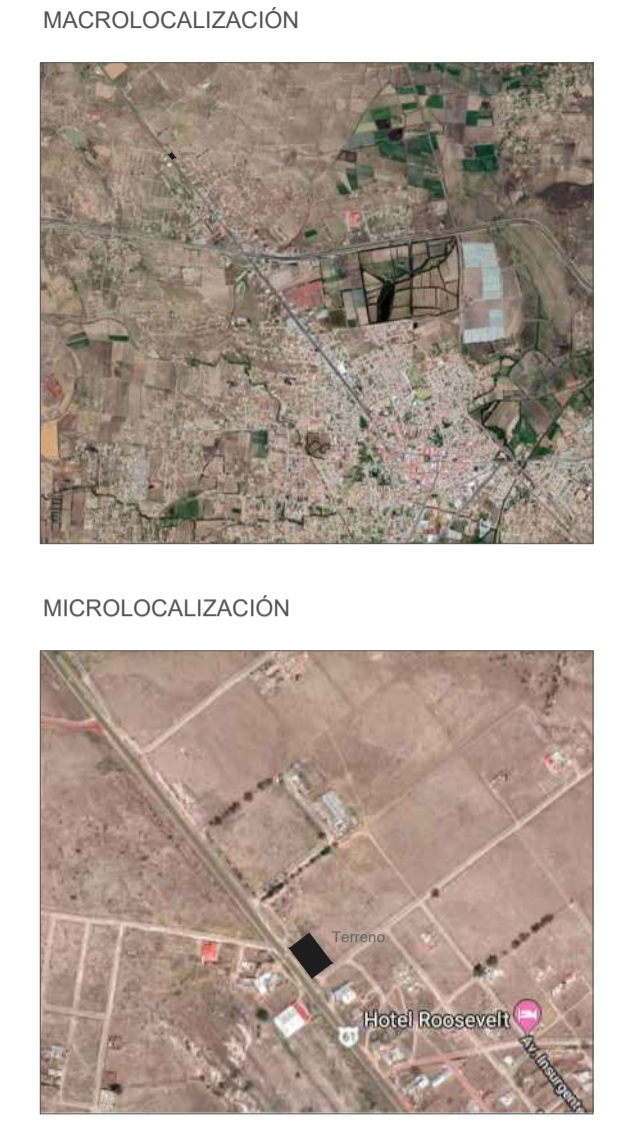 MACROLOCALIZACIÓN
MICROLOCALIZACIÓN
Terreno
Hotel Roosevelt
61
Av. Insurgent